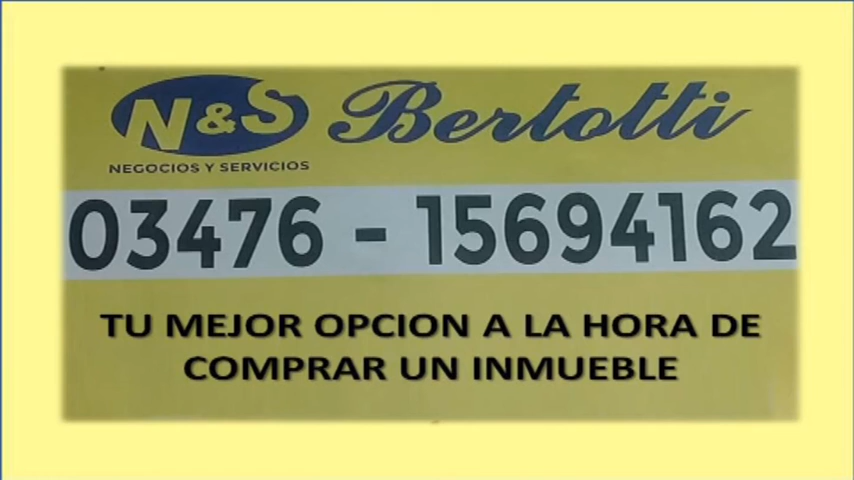 N&S Bertotti
NEGOCIOS Y SERVICIOS
03476 - 15694162
TU MEJOR OPCION A LA HORA DE
COMPRAR UN INMUEBLE